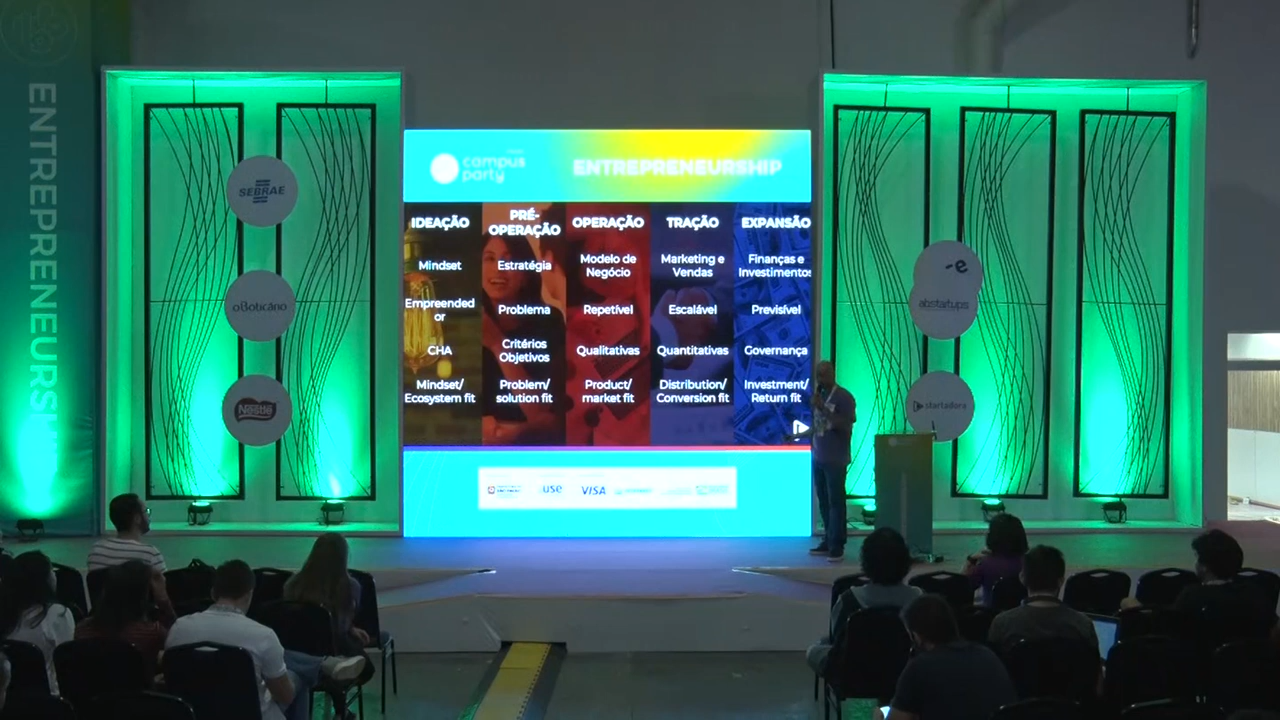 ENTREPRENEURSHIP
SEBRAE
oBoticário
Nestlé
campus
party
ENTREPRENEURSHIP
IDEAÇÃO
Mindset
Empreended
or
CHA
Mindset/
Ecosystem fit
PRÉ-
OPERAÇÃO
Estratégia
Problema
Critérios
Objetivos
Problem/
solution fit
OPERAÇÃO
Modelo de
Negócio
Repetível
Qualitativas
Product/
market fit
TRAÇÃO
Marketing e
Vendas
Escalável
Quantitativas
Distribution/
Conversion fit
EXPANSÃO
Finanças e
Investimentos
Previsível
Governança
Investment/
Return fit
use
VISA
-e
abstartups
startadora